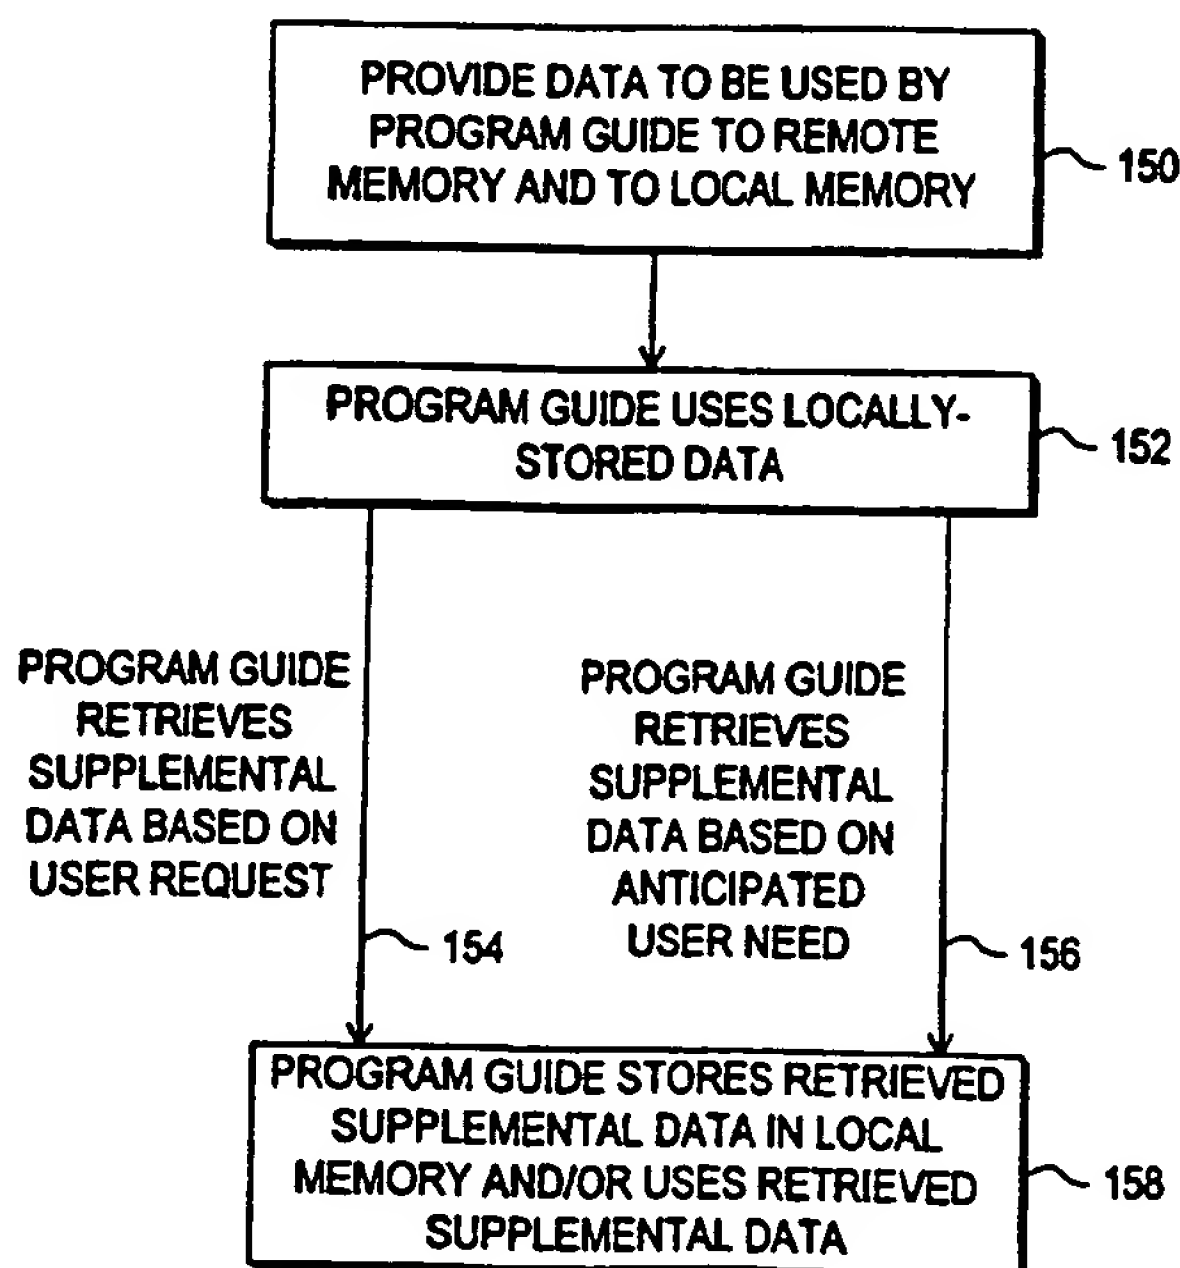 PROVIDE DATA TO BE USED BY
PROGRAM GUIDE TO REMOTE
MEMORY AND TO LOCAL MEMORY
150
PROGRAM GUIDE USES LOCALLY-
STORED DATA
152
PROGRAM GUIDE
RETRIEVES
SUPPLEMENTAL
DATA BASED ON
USER REQUEST
154
PROGRAM GUIDE
RETRIEVES
SUPPLEMENTAL
DATA BASED ON
ANTICIPATED
USER NEED
156
PROGRAM GUIDE STORES RETRIEVED
SUPPLEMENTAL DATA IN LOCAL
MEMORY AND/OR USES RETRIEVED
SUPPLEMENTAL DATA
158